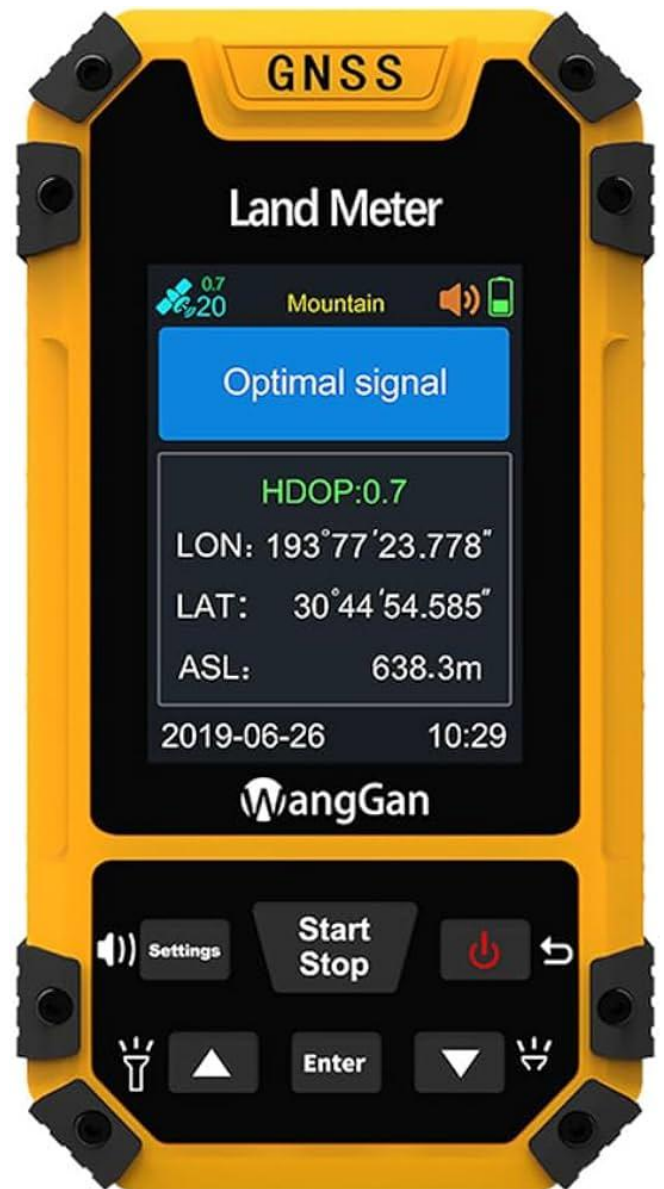 GNSS
Land Meter
0.7
20 Mountain
Optimal signal
HDOP:0.7
LON: 193°77′23.778″
LAT: 30°44′54.585″
ASL: 638.3m
2019-06-26 10:29
WangGan
Settings
Start
Stop
Enter